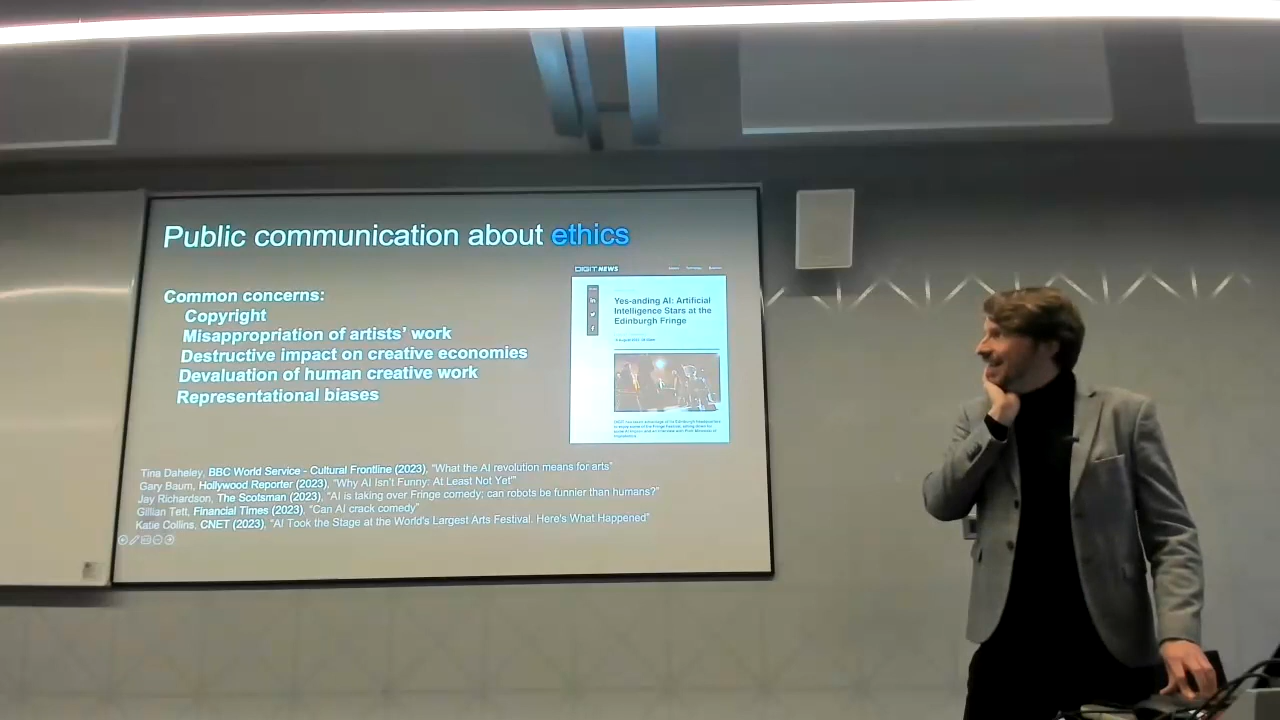 Public communication about ethics
Common concerns:
Copyright
Misappropriation of artists' work
Destructive impact on creative economies
Devaluation of human creative work
Representational biases
DIGIT NEWS
Yes-anding AI: Artificial
Intelligence Stars at the
Edinburgh Fringe
Tina Daheley, BBC World Service - Cultural Frontline (2023), "What the AI revolution means for arts"
Gary Baum, Hollywood Reporter (2023), "Why AI Isn't Funny: At Least Not Yet"
Jay Richardson, The Scotsman (2023), "AI is taking over Fringe comedy; can robots be funnier than humans?"
Gillian Tett, Financial Times (2023). "Can AI crack comedy"
Katie Collins, CNET (2023), "AI Took the Stage at the World's Largest Arts Festival. Here's What Happened"